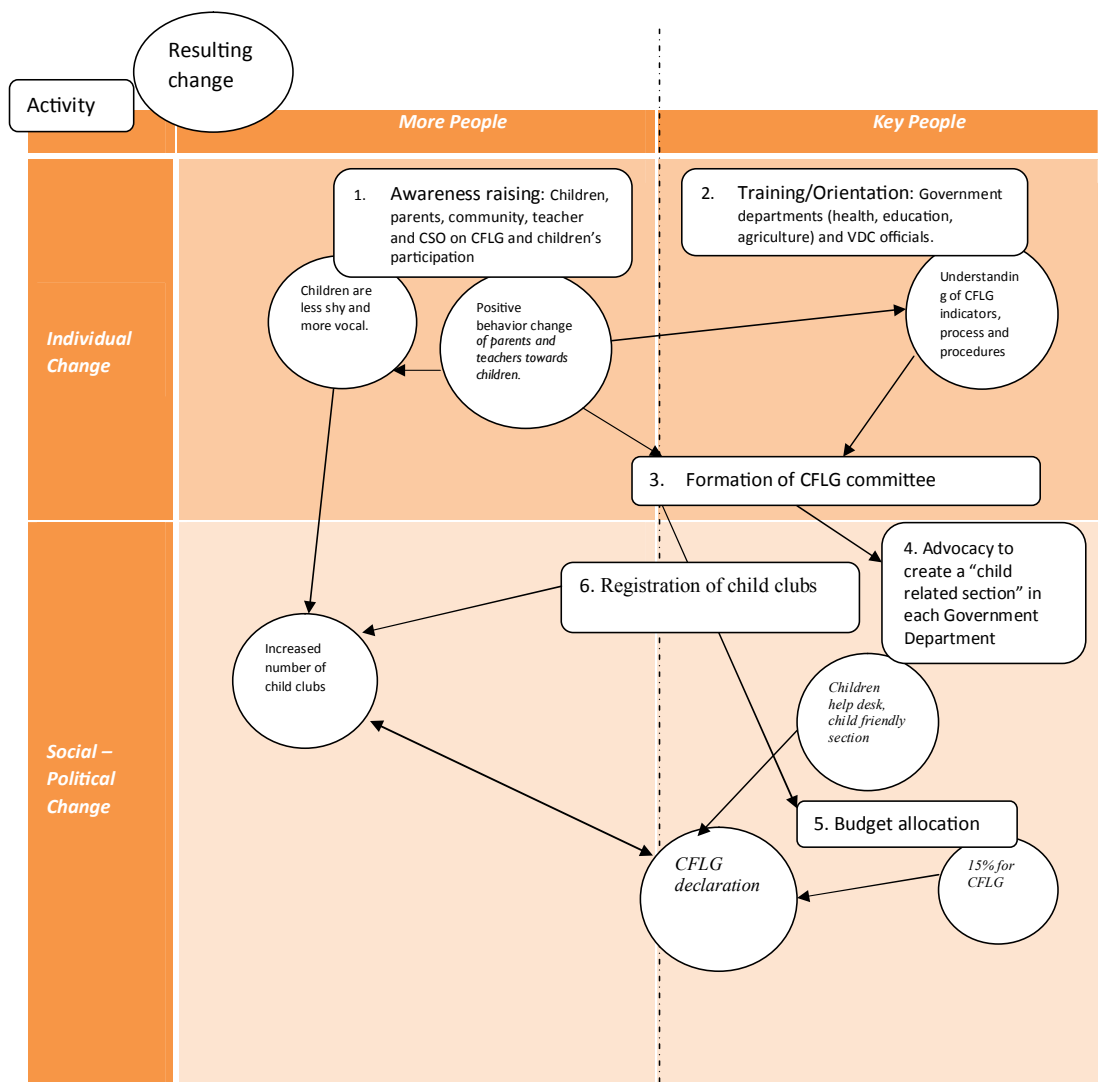 Resulting
change
Activity
More People
Key People
1. Awareness raising: Children,
parents, community, teacher
and CSO on CFLG and children's
participation
2. Training/Orientation: Government
departments (health, education,
agriculture) and VDC officials.
Individual
Change
Children are
less shy and
more vocal.
Positive
behavior change
of parents and
teachers towards
children.
Understandin
g of CFLG
indicators,
process and
procedures
3. Formation of CFLG committee
Social –
Political
Change
6. Registration of child clubs
4. Advocacy to
create a “child
related section” in
each Government
Department
Increased
number of
child clubs
Children
help desk,
child friendly
section
5. Budget allocation
CFLG
declaration
15% for
CFLG